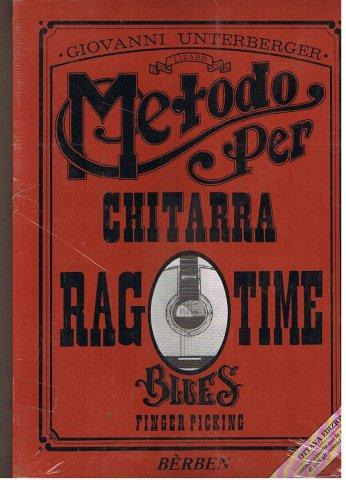 GIOVANNI UNTERBERGER
LIZARD
Metodo
per
CHITARRA
RAG TIME
BLUES
FINGER PICKING
OTTAVA EDIZIONE
BÈRBEN